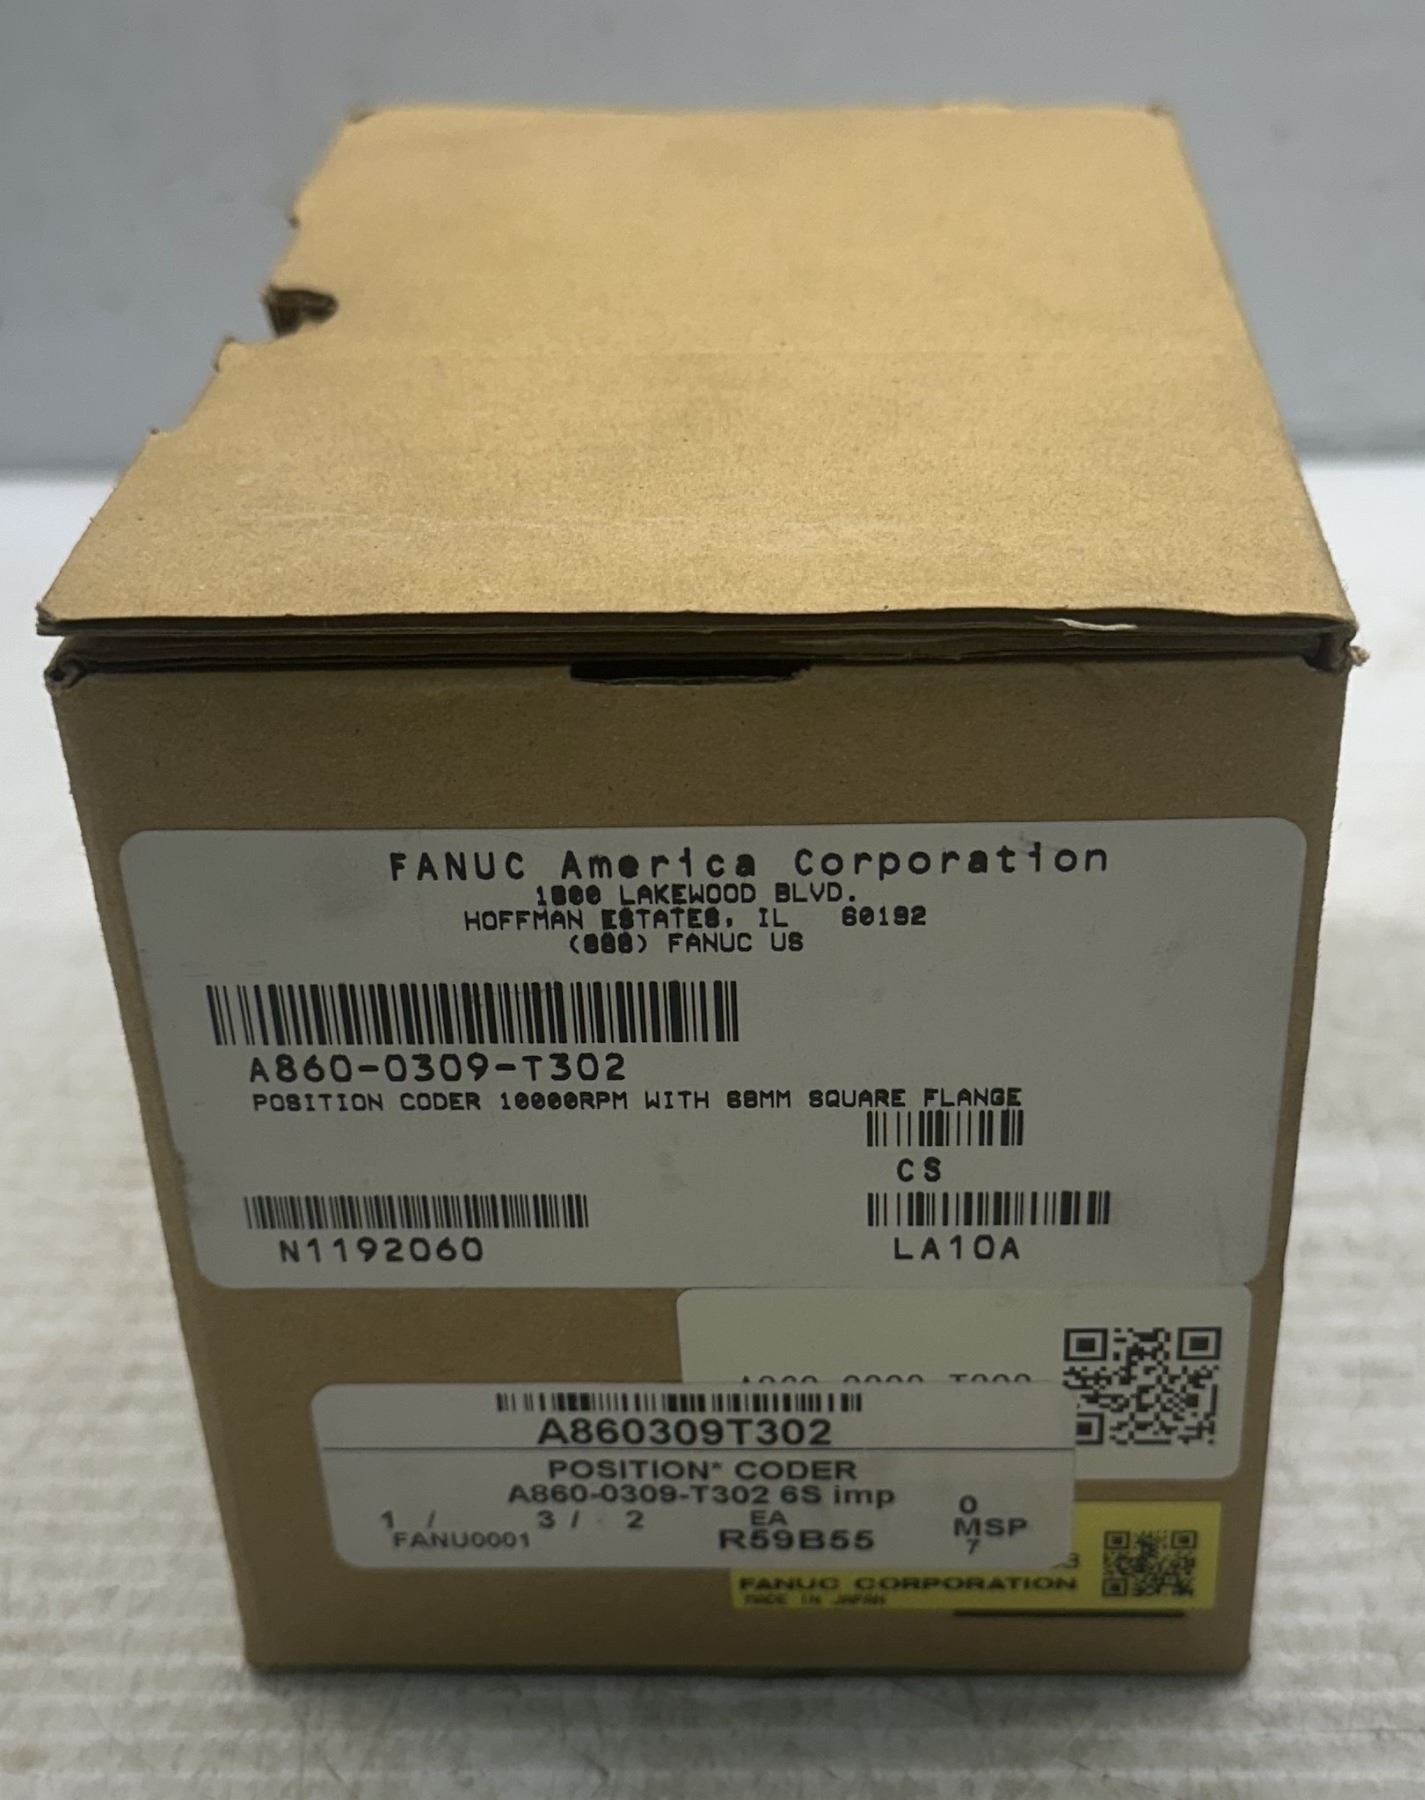 FANUC America Corporation
1800 LAKEWOOD BLVD.
HOFFMAN ESTATES, IL 60192
(888) FANUC US
A860-0309-T302
POSITION CODER 10000RPM WITH 68MM SQUARE FLANGE
CS
N1192060
LA10A
A860309T302
POSITION* CODER
A860-0309-T302 6S imp
1 / 3 / 2 EA 0
FANU0001 R59B55 MSP
7
FANUC CORPORATION
MADE IN JAPAN